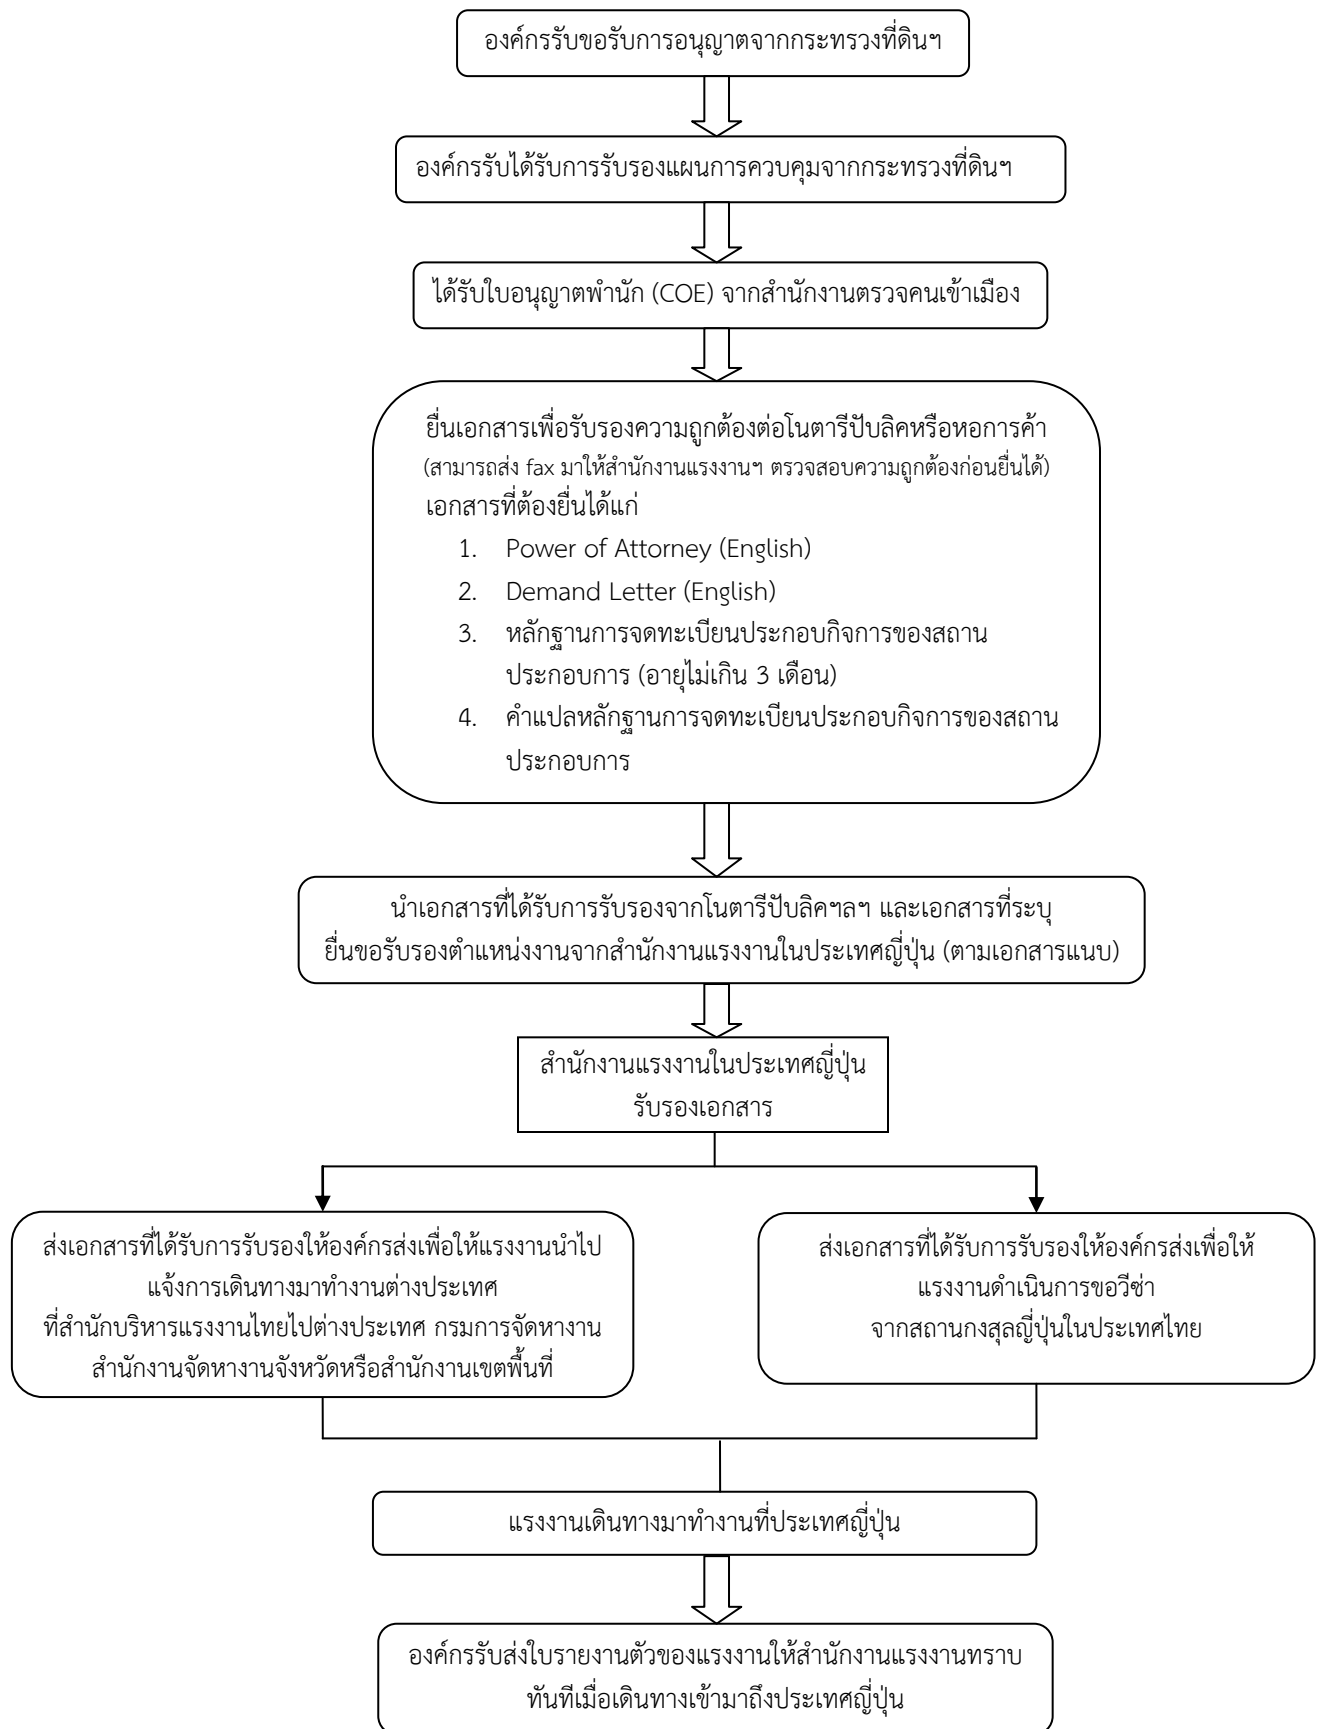 องค์กรรับขอรับการอนุญาตจากกระทรวงที่ดินฯ
องค์กรรับได้รับการรับรองแผนการควบคุมจากกระทรวงที่ดินฯ
ได้รับใบอนุญาตพำนัก (COE) จากสำนักงานตรวจคนเข้าเมือง
ยื่นเอกสารเพื่อรับรองความถูกต้องต่อโนตารีปับลิคหรือหอการค้า
(สามารถส่ง fax มาให้สำนักงานแรงงานฯ ตรวจสอบความถูกต้องก่อนยื่นได้)
เอกสารที่ต้องยื่นได้แก่
1. Power of Attorney (English)
2. Demand Letter (English)
3. หลักฐานการจดทะเบียนประกอบกิจการของสถาน
ประกอบการ (อายุไม่เกิน 3 เดือน)
4. คำแปลหลักฐานการจดทะเบียนประกอบกิจการของสถาน
ประกอบการ
นำเอกสารที่ได้รับการรับรองจากโนตารีปับลิคฯลฯ และเอกสารที่ระบุ
ยื่นขอรับรองตำแหน่งงานจากสำนักงานแรงงานในประเทศญี่ปุ่น (ตามเอกสารแนบ)
สำนักงานแรงงานในประเทศญี่ปุ่น
รับรองเอกสาร
ส่งเอกสารที่ได้รับการรับรองให้องค์กรส่งเพื่อให้แรงงานนำไป
แจ้งการเดินทางมาทำงานต่างประเทศ
ที่สำนักบริหารแรงงานไทยไปต่างประเทศ กรมการจัดหางาน
สำนักงานจัดหางานจังหวัดหรือสำนักงานเขตพื้นที่
ส่งเอกสารที่ได้รับการรับรองให้องค์กรส่งเพื่อให้
แรงงานดำเนินการขอวีซ่า
จากสถานกงสุลญี่ปุ่นในประเทศไทย
แรงงานเดินทางมาทำงานที่ประเทศญี่ปุ่น
องค์กรรับส่งใบรายงานตัวของแรงงานให้สำนักงานแรงงานทราบ
ทันทีเมื่อเดินทางเข้ามาถึงประเทศญี่ปุ่น